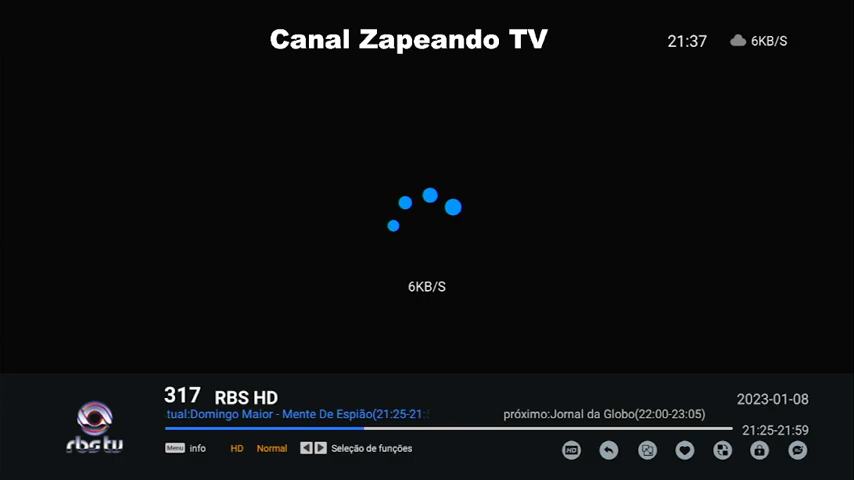 Canal Zapeando TV
21:37
6KB/S
6KB/S
317 RBS HD
2023-01-08
tual:Domingo Maior - Mente De Espião(21:25-21:
próximo:Jornal da Globo(22:00-23:05)
21:25-21:59
rbs tv
Menu info HD Normal Seleção de funções
HD